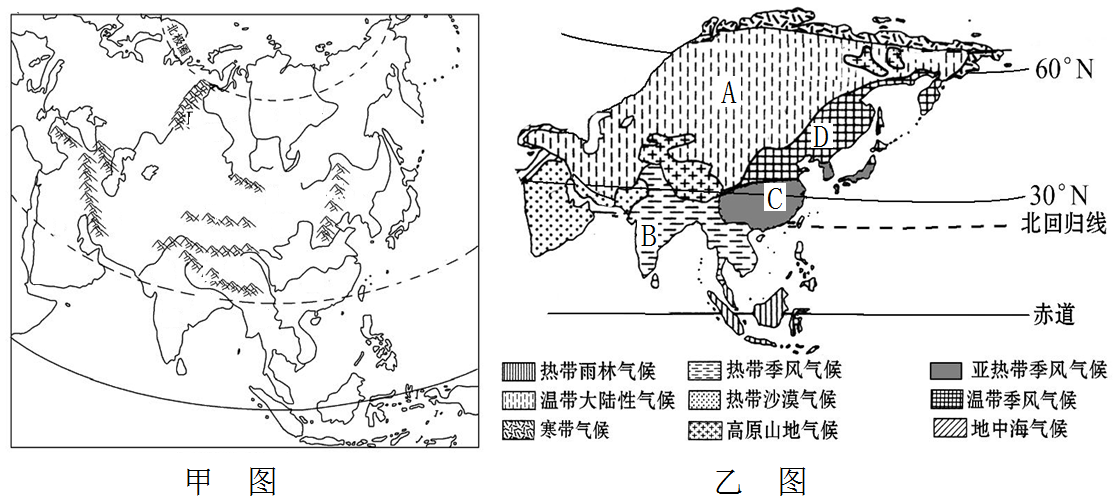 北极圈
r
甲 图
A
D
C
B
60°N
30°N
北回归线
赤道
热带雨林气候
热带季风气候
亚热带季风气候
温带大陆性气候
热带沙漠气候
温带季风气候
寒带气候
高原山地气候
地中海气候
乙 图